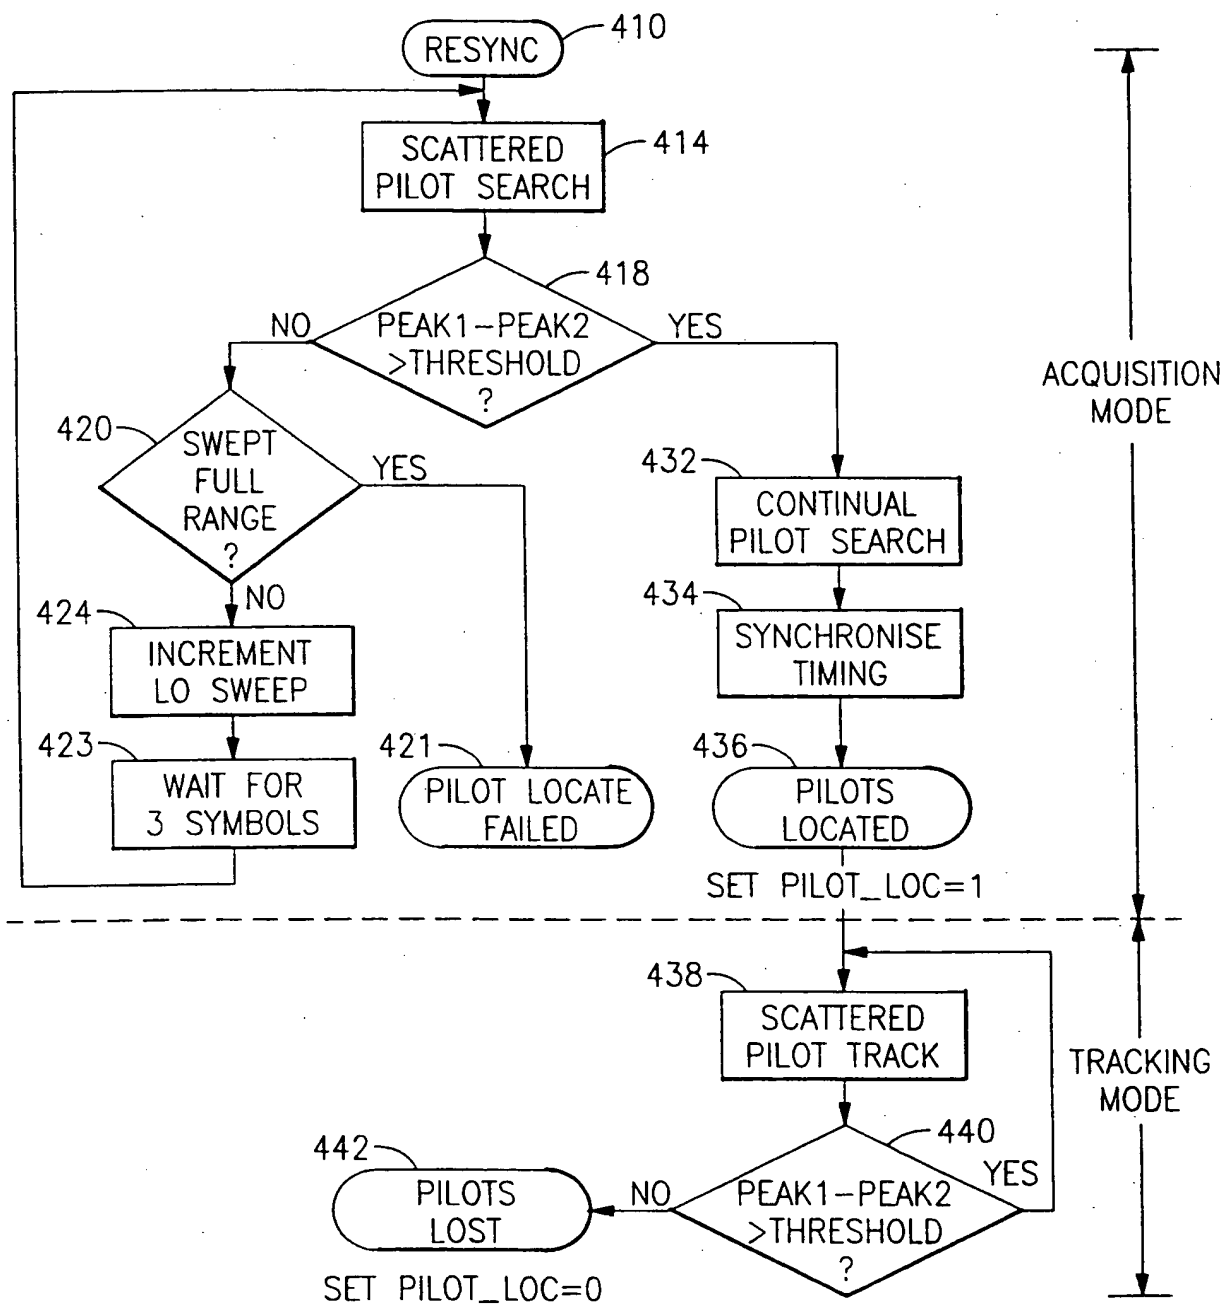 410
RESYNC
414
SCATTERED
PILOT SEARCH
418
PEAK1-PEAK2
>THRESHOLD
?
NO
YES
ACQUISITION
MODE
420
SWEPT
FULL
RANGE
?
YES
NO
432
CONTINUAL
PILOT SEARCH
424
INCREMENT
LO SWEEP
434
SYNCHRONISE
TIMING
423
WAIT FOR
3 SYMBOLS
421
PILOT LOCATE
FAILED
436
PILOTS
LOCATED
SET PILOT_LOC=1
438
SCATTERED
PILOT TRACK
TRACKING
MODE
440
PEAK1-PEAK2
>THRESHOLD
?
YES
NO
442
PILOTS
LOST
SET PILOT_LOC=0